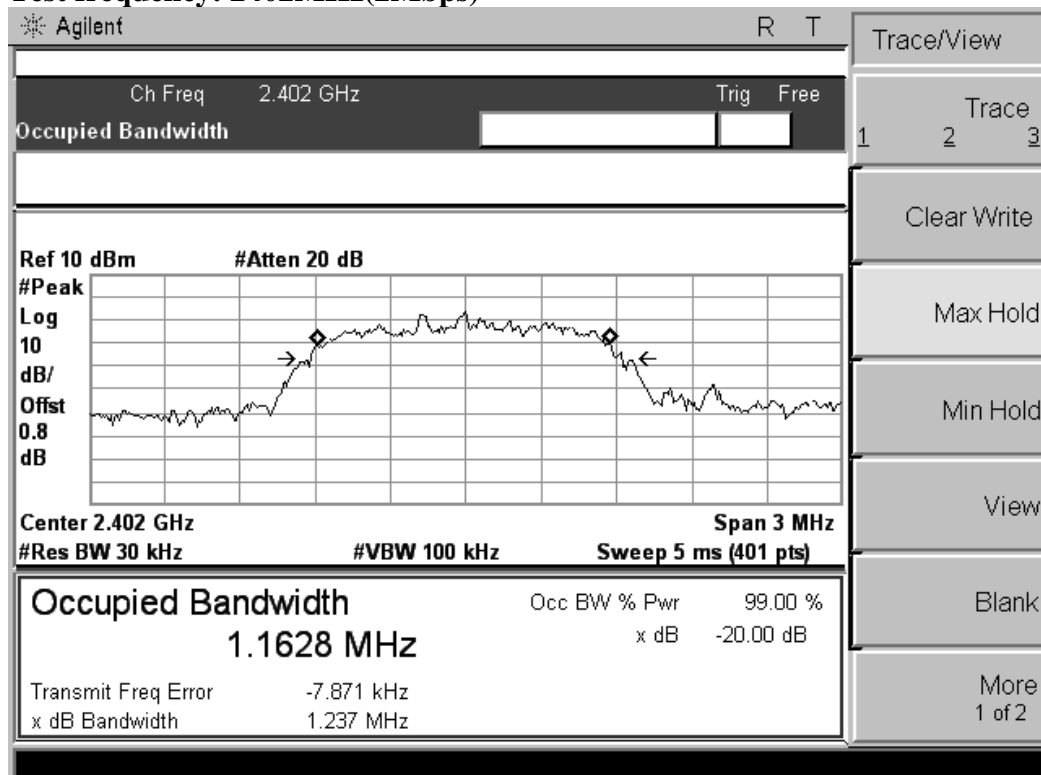 Test frequency: 2402MHz(2Mbps)
Agilent R T
Trace/View
Ch Freq 2.402 GHz Trig Free
Occupied Bandwidth
Trace
1 2 3
Clear Write
Ref 10 dBm #Atten 20 dB
#Peak
Log
10
dB/
Offst
0.8
dB
Max Hold
Min Hold
Center 2.402 GHz Span 3 MHz
#Res BW 30 kHz #VBW 100 kHz Sweep 5 ms (401 pts)
View
Occupied Bandwidth Occ BW % Pwr 99.00 %
1.1628 MHz x dB -20.00 dB
Transmit Freq Error -7.871 kHz
x dB Bandwidth 1.237 MHz
Blank
More
1 of 2